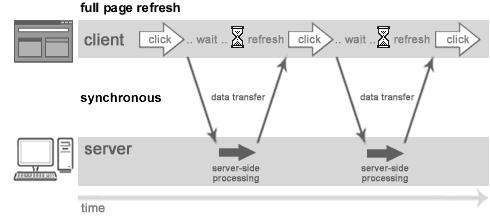 full page refresh
client click .. wait .. refresh click .. wait .. refresh click
synchronous data transfer data transfer
server
server-side processing server-side processing
time